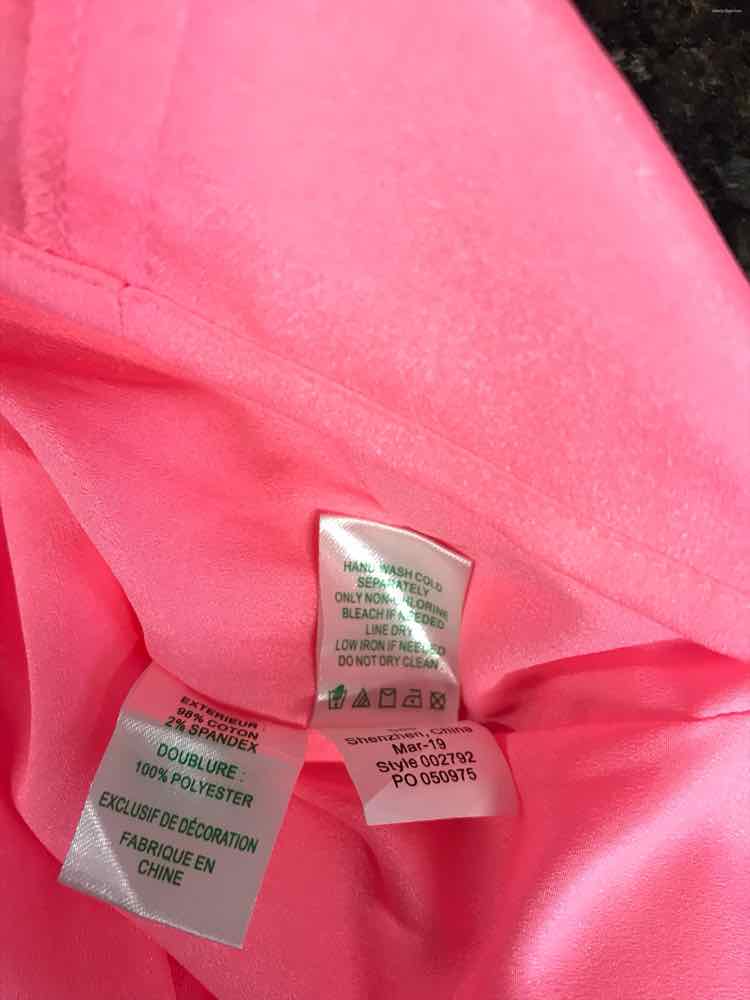 HAND WASH COLD
SEPARATELY
ONLY NON-CHLORINE
BLEACH IF NEEDED
LINE DRY
LOW IRON IF NEEDED
DO NOT DRY CLEAN
EXTERIEUR :
98% COTON
2% SPANDEX
DOUBLURE :
100% POLYESTER
EXCLUSIF DE DÉCORATION
FABRIQUE EN
CHINE
Shenzhen, China
Mar-19
Style 002792
PO 050975